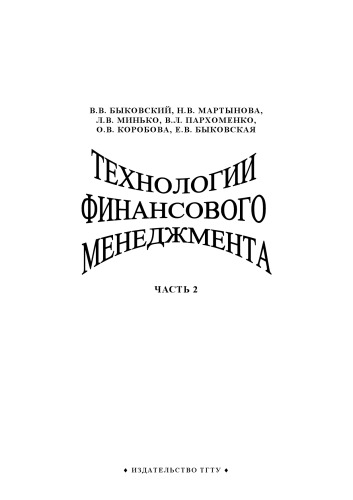 В.В. БЫКОВСКИЙ, Н.В. МАРТЫНОВА,
Л.В. МИНЬКО, В.Л. ПАРХОМЕНКО,
О.В. КОРОБОВА, Е.В. БЫКОВСКАЯ
ТЕХНОЛОГИИ
ФИНАНСОВОГО
МЕНЕДЖМЕНТА
ЧАСТЬ 2
♦ ИЗДАТЕЛЬСТВО ТГТУ ♦